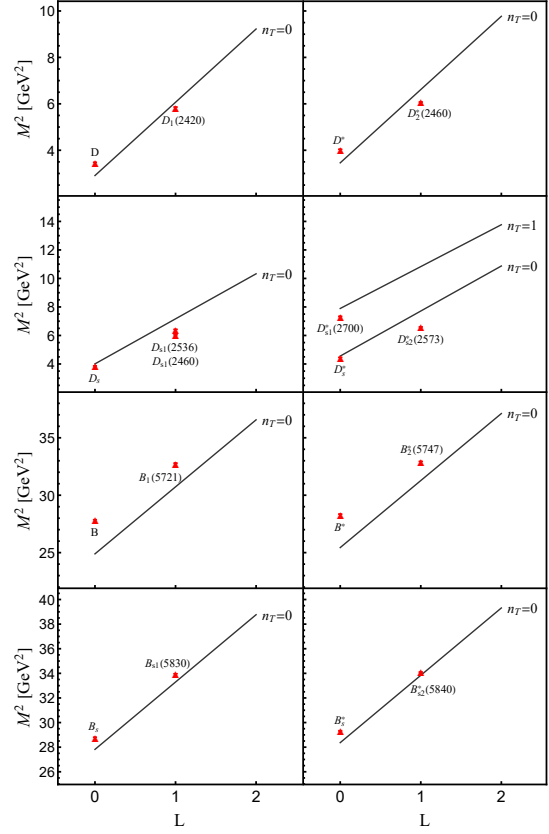 10
8
6
4
M² [GeV²]
n_T=0
D
D₁(2420)
n_T=0
D*
D₂*(2460)
14
12
10
8
6
4
M² [GeV²]
n_T=0
D_s1(2536)
D_s1(2460)
D_s
n_T=1
n_T=0
D*_s1(2700)
D*_s2(2573)
D*_s
35
30
25
M² [GeV²]
n_T=0
B₁(5721)
B
n_T=0
B₂*(5747)
B*
40
38
36
34
32
30
28
26
M² [GeV²]
n_T=0
B_s1(5830)
B_s
n_T=0
B*_s2(5840)
B*_s
0 1 2
L
0 1 2
L